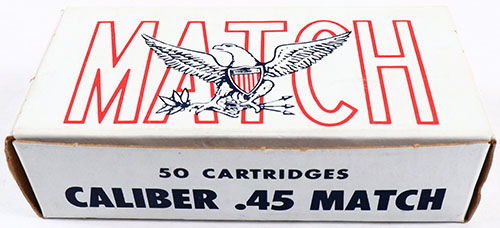 MATCH
50 CARTRIDGES
CALIBER .45 MATCH